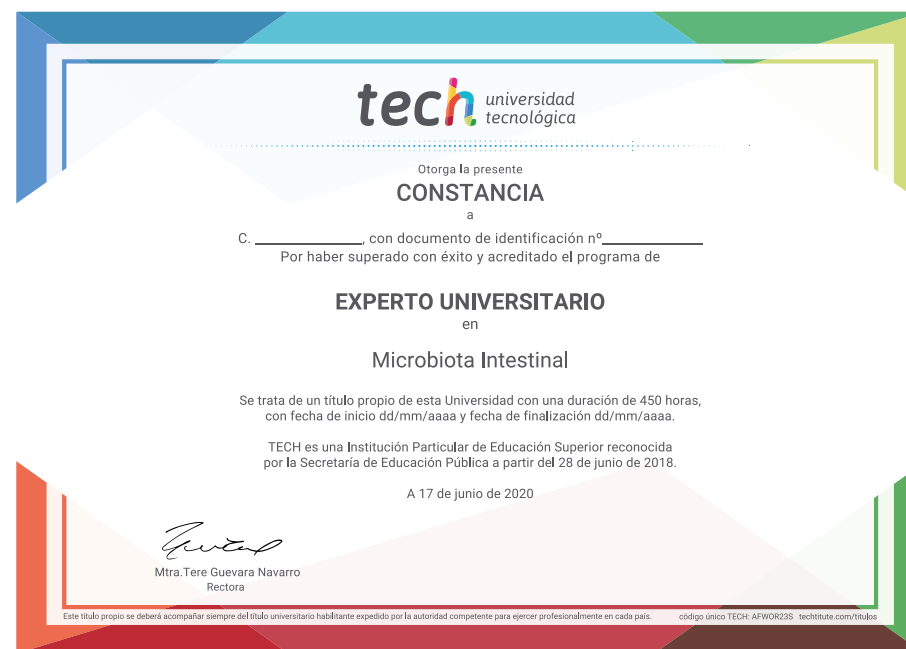 tech universidad
tecnológica
Otorga la presente
CONSTANCIA
a
C. ____________, con documento de identificación nº____________
Por haber superado con éxito y acreditado el programa de
EXPERTO UNIVERSITARIO
en
Microbiota Intestinal
Se trata de un título propio de esta Universidad con una duración de 450 horas,
con fecha de inicio dd/mm/aaaa y fecha de finalización dd/mm/aaaa.
TECH es una Institución Particular de Educación Superior reconocida
por la Secretaría de Educación Pública a partir del 28 de junio de 2018.
A 17 de junio de 2020
Mtra.Tere Guevara Navarro
Rectora
Este título propio se deberá acompañar siempre del título universitario habilitante expedido por la autoridad competente para ejercer profesionalmente en cada país. código único TECH: AFWOR23S techtitute.com/titulos